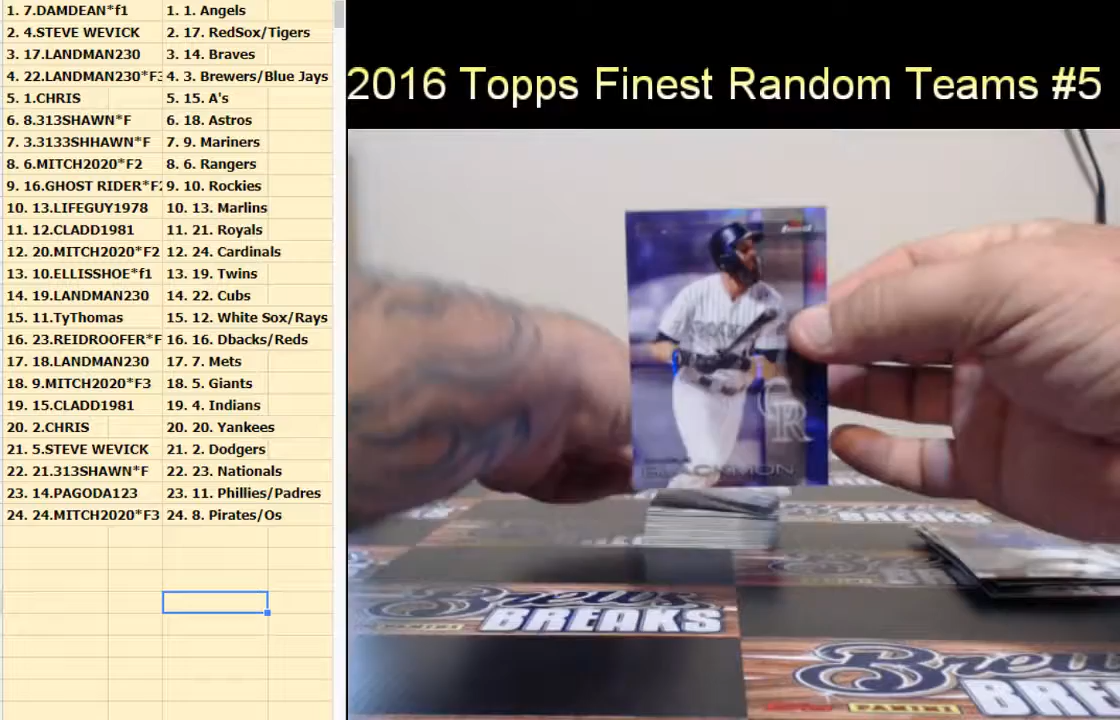 1. 7.DAMDEAN*f1 1. 1. Angels
2. 4.STEVE WEVICK 2. 17. RedSox/Tigers
3. 17.LANDMAN230 3. 14. Braves
4. 22.LANDMAN230*F3 4. 3. Brewers/Blue Jays
5. 1.CHRIS 5. 15. A's
6. 8.313SHAWN*F 6. 18. Astros
7. 3.3133SHHAWN*F 7. 9. Mariners
8. 6.MITCH2020*F2 8. 6. Rangers
9. 16.GHOST RIDER*F2 9. 10. Rockies
10. 13.LIFEGUY1978 10. 13. Marlins
11. 12.CLADD1981 11. 21. Royals
12. 20.MITCH2020*F2 12. 24. Cardinals
13. 10.ELLISSHOE*f1 13. 19. Twins
14. 19.LANDMAN230 14. 22. Cubs
15. 11.TyThomas 15. 12. White Sox/Rays
16. 23.REIDROOFER*F 16. 16. Dbacks/Reds
17. 18.LANDMAN230 17. 7. Mets
18. 9.MITCH2020*F3 18. 5. Giants
19. 15.CLADD1981 19. 4. Indians
20. 2.CHRIS 20. 20. Yankees
21. 5.STEVE WEVICK 21. 2. Dodgers
22. 21.313SHAWN*F 22. 23. Nationals
23. 14.PAGODA123 23. 11. Phillies/Padres
24. 24.MITCH2020*F3 24. 8. Pirates/Os
2016 Topps Finest Random Teams #5
CR
BLACKMON
Bretts
PANINI BREAKS
PANINI BREAKS